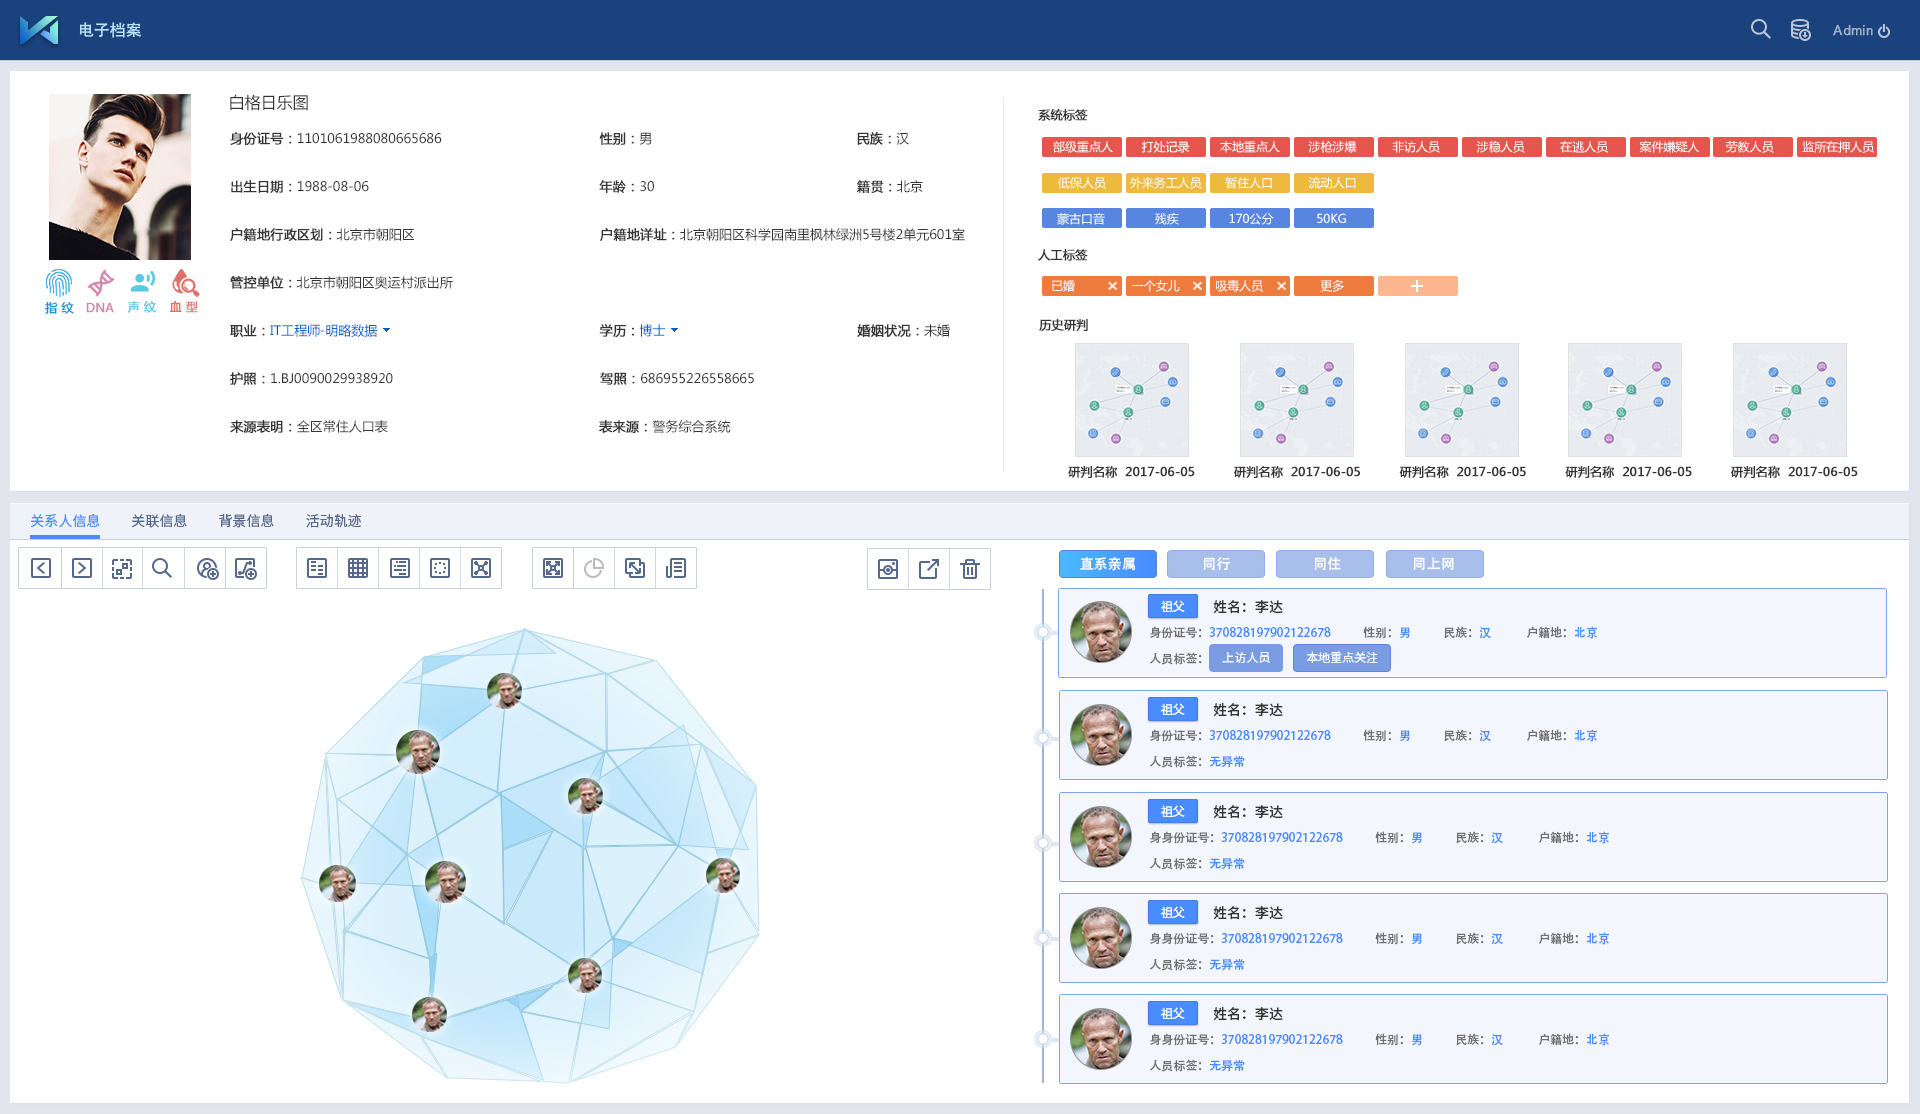 电子档案
Admin
白格日乐图
身份证号：1101061988080665686 性别：男 民族：汉
出生日期：1988-08-06 年龄：30 籍贯：北京
户籍地行政区划：北京市朝阳区 户籍地详址：北京朝阳区科学园南里枫林绿洲5号楼2单元601室
管控单位：北京市朝阳区奥运村派出所
指纹 DNA 声纹 血型
职业：IT工程师-明略数据 学历：博士 婚姻状况：未婚
护照：1.BJ0090029938920 驾照：686955226558665
来源表明：全区常住人口表 表来源：警务综合系统
系统标签
部级重点人 打处记录 本地重点人 涉枪涉爆 非访人员 涉稳人员 在逃人员 案件嫌疑人 劳教人员 监所在押人员
低保人员 外来务工人员 暂住人口 流动人口
蒙古口音 残疾 170公分 50KG
人工标签
已婚 一个女儿 吸毒人员 更多
历史研判
研判名称 2017-06-05 研判名称 2017-06-05 研判名称 2017-06-05 研判名称 2017-06-05 研判名称 2017-06-05
关系人信息 关联信息 背景信息 活动轨迹
直系亲属 同行 同住 同上网
祖父 姓名：李达
身份证号：370828197902122678 性别：男 民族：汉 户籍地：北京
人员标签：上访人员 本地重点关注
祖父 姓名：李达
身份证号：370828197902122678 性别：男 民族：汉 户籍地：北京
人员标签：无异常
祖父 姓名：李达
身身份证号：370828197902122678 性别：男 民族：汉 户籍地：北京
人员标签：无异常
祖父 姓名：李达
身身份证号：370828197902122678 性别：男 民族：汉 户籍地：北京
人员标签：无异常
祖父 姓名：李达
身身份证号：370828197902122678 性别：男 民族：汉 户籍地：北京
人员标签：无异常